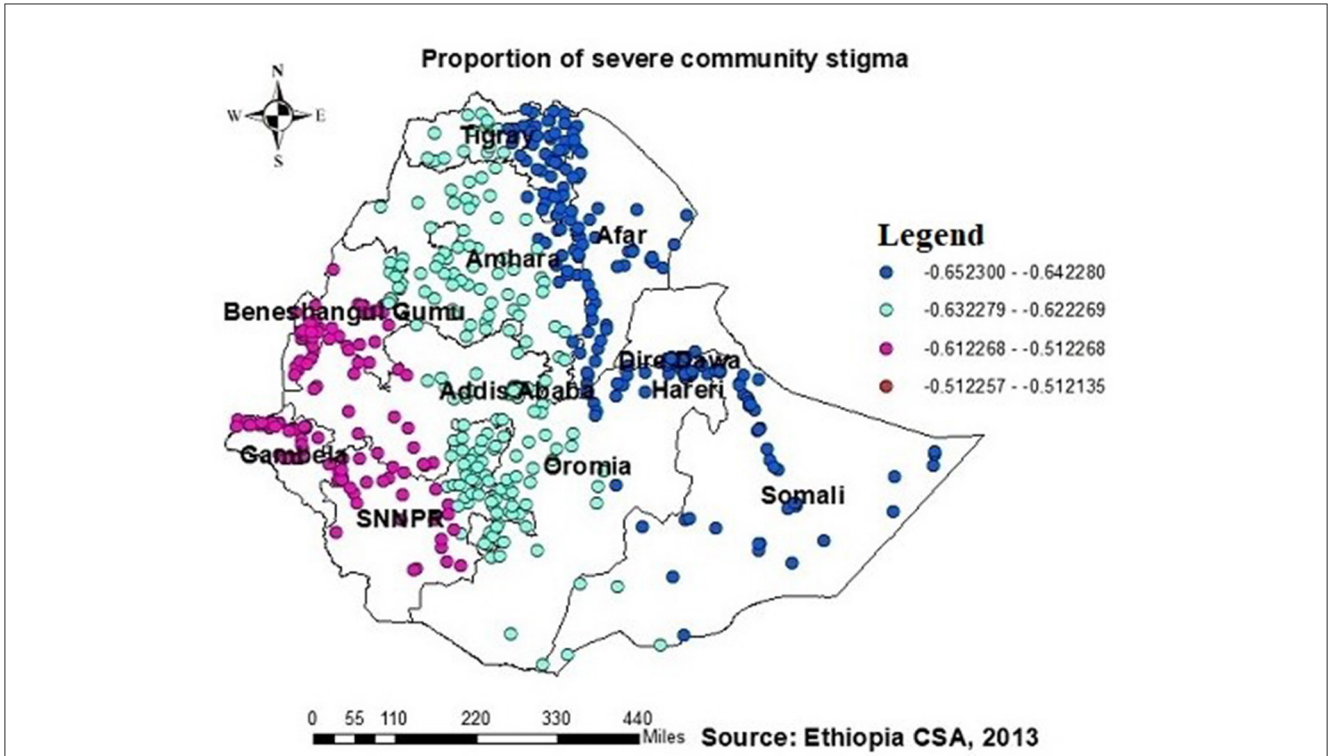 Proportion of severe community stigma
N
W E
S
Tigray
Afar
Amhara
Beneshangul Gumu
Dire Dawa
Addis Ababa
Hareri
Gambela
Oromia
SNNPR
Somali
Legend
-0.652300 - -0.642280
-0.632279 - -0.622269
-0.612268 - -0.512268
-0.512257 - -0.512135
0 55 110 220 330 440
Miles
Source: Ethiopia CSA, 2013